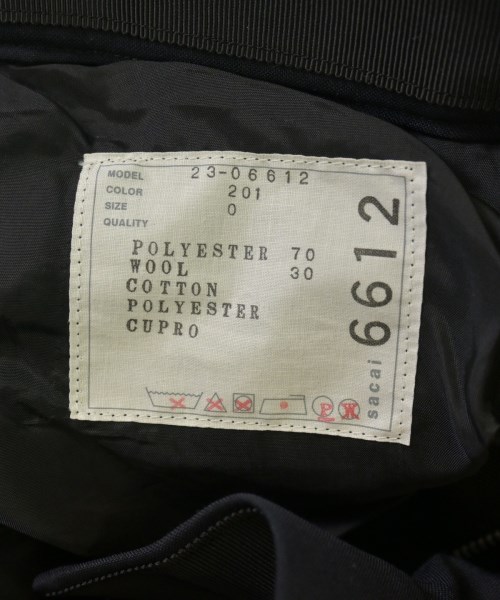 MODEL 23-06612
COLOR 201
SIZE 0
QUALITY
POLYESTER 70
WOOL 30
COTTON
POLYESTER
CUPRO
P W
sacai 6612